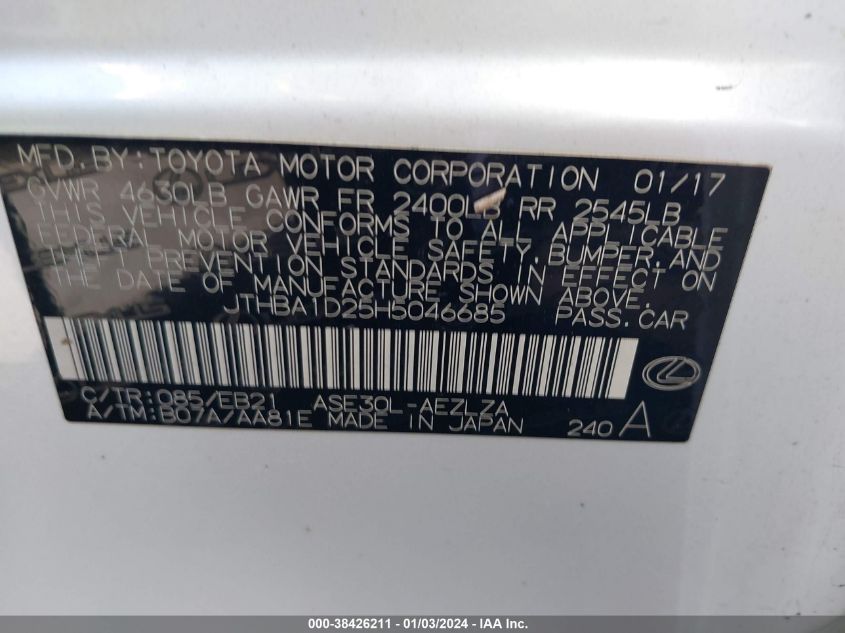 MFD. BY: TOYOTA MOTOR CORPORATION 01/17
GVWR 4630LB GAWR FR 2400LB RR 2545LB
THIS VEHICLE CONFORMS TO ALL APPLICABLE
FEDERAL MOTOR VEHICLE SAFETY, BUMPER, AND
THEFT PREVENTION STANDARDS IN EFFECT ON
THE DATE OF MANUFACTURE SHOWN ABOVE.
JTHBA1D25H5046685 PASS. CAR
C/TR: 085/EB21 ASE30L-AEZLZA
A/TM: B07A/AA81E MADE IN JAPAN 240 A
000-38426211 - 01/03/2024 - IAA Inc.